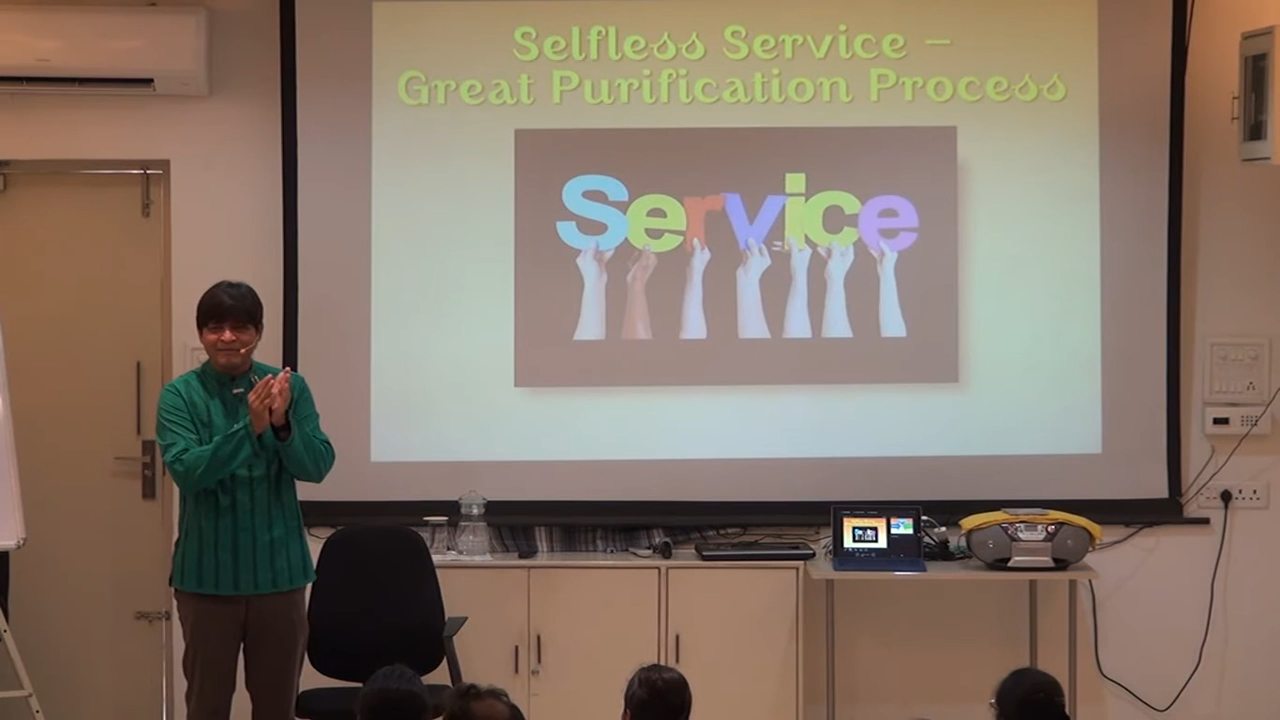 Selfless Service –
Great Purification Process
Service